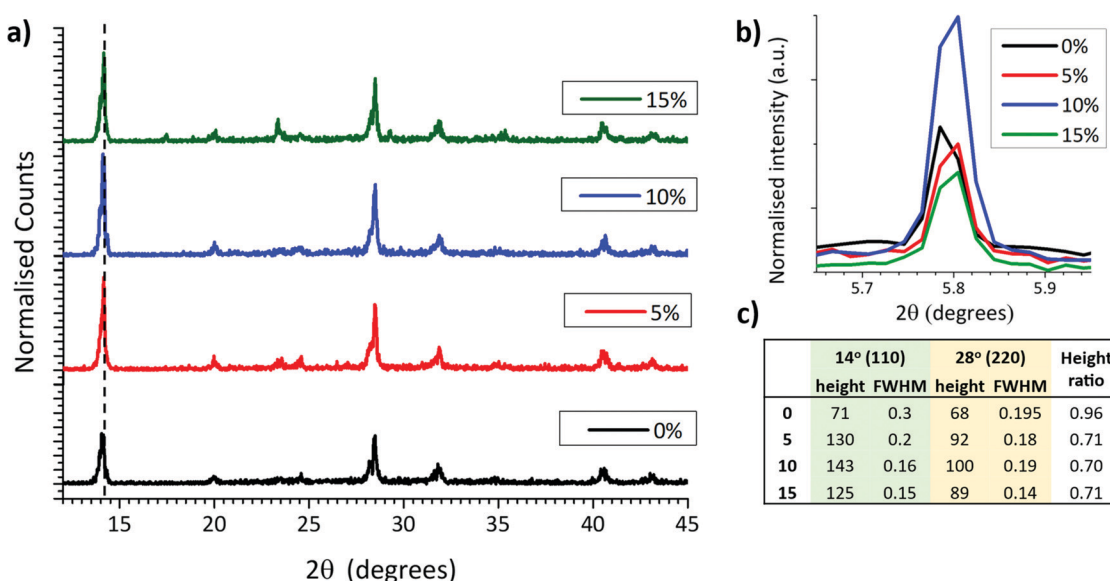 a)
15%
10%
5%
0%
Normalised Counts
15 20 25 30 35 40 45
2θ (degrees)
b)
0%
5%
10%
15%
Normalised intensity (a.u.)
5.7 5.8 5.9
2θ (degrees)
c)
14° (110) 28° (220) Height ratio
height FWHM height FWHM
0 71 0.3 68 0.195 0.96
5 130 0.2 92 0.18 0.71
10 143 0.16 100 0.19 0.70
15 125 0.15 89 0.14 0.71